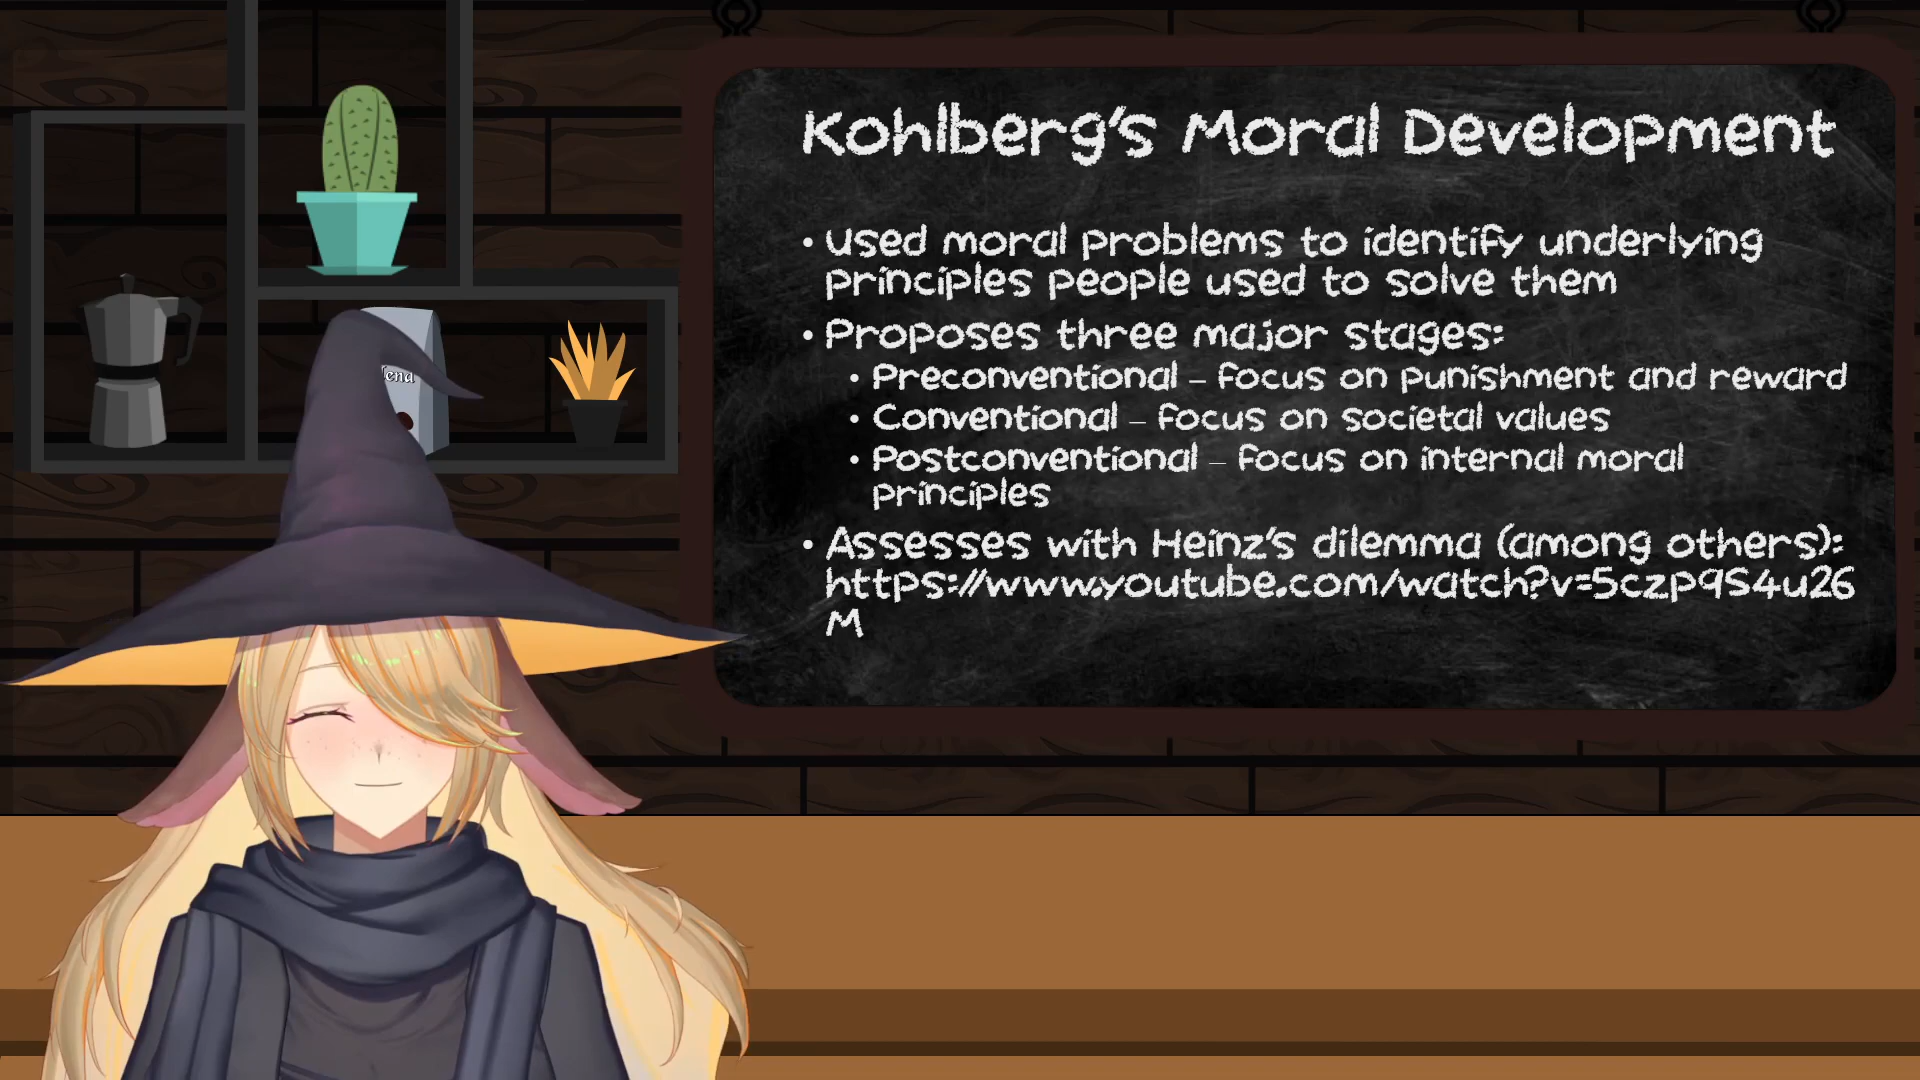 Kohlberg's Moral Development
• Used moral problems to identify underlying
principles people used to solve them
• Proposes three major stages:
• Preconventional – focus on punishment and reward
• Conventional – focus on societal values
• Postconventional – focus on internal moral
principles
• Assesses with Heinz's dilemma (among others):
https://www.youtube.com/watch?v=5czp9S4u26
M